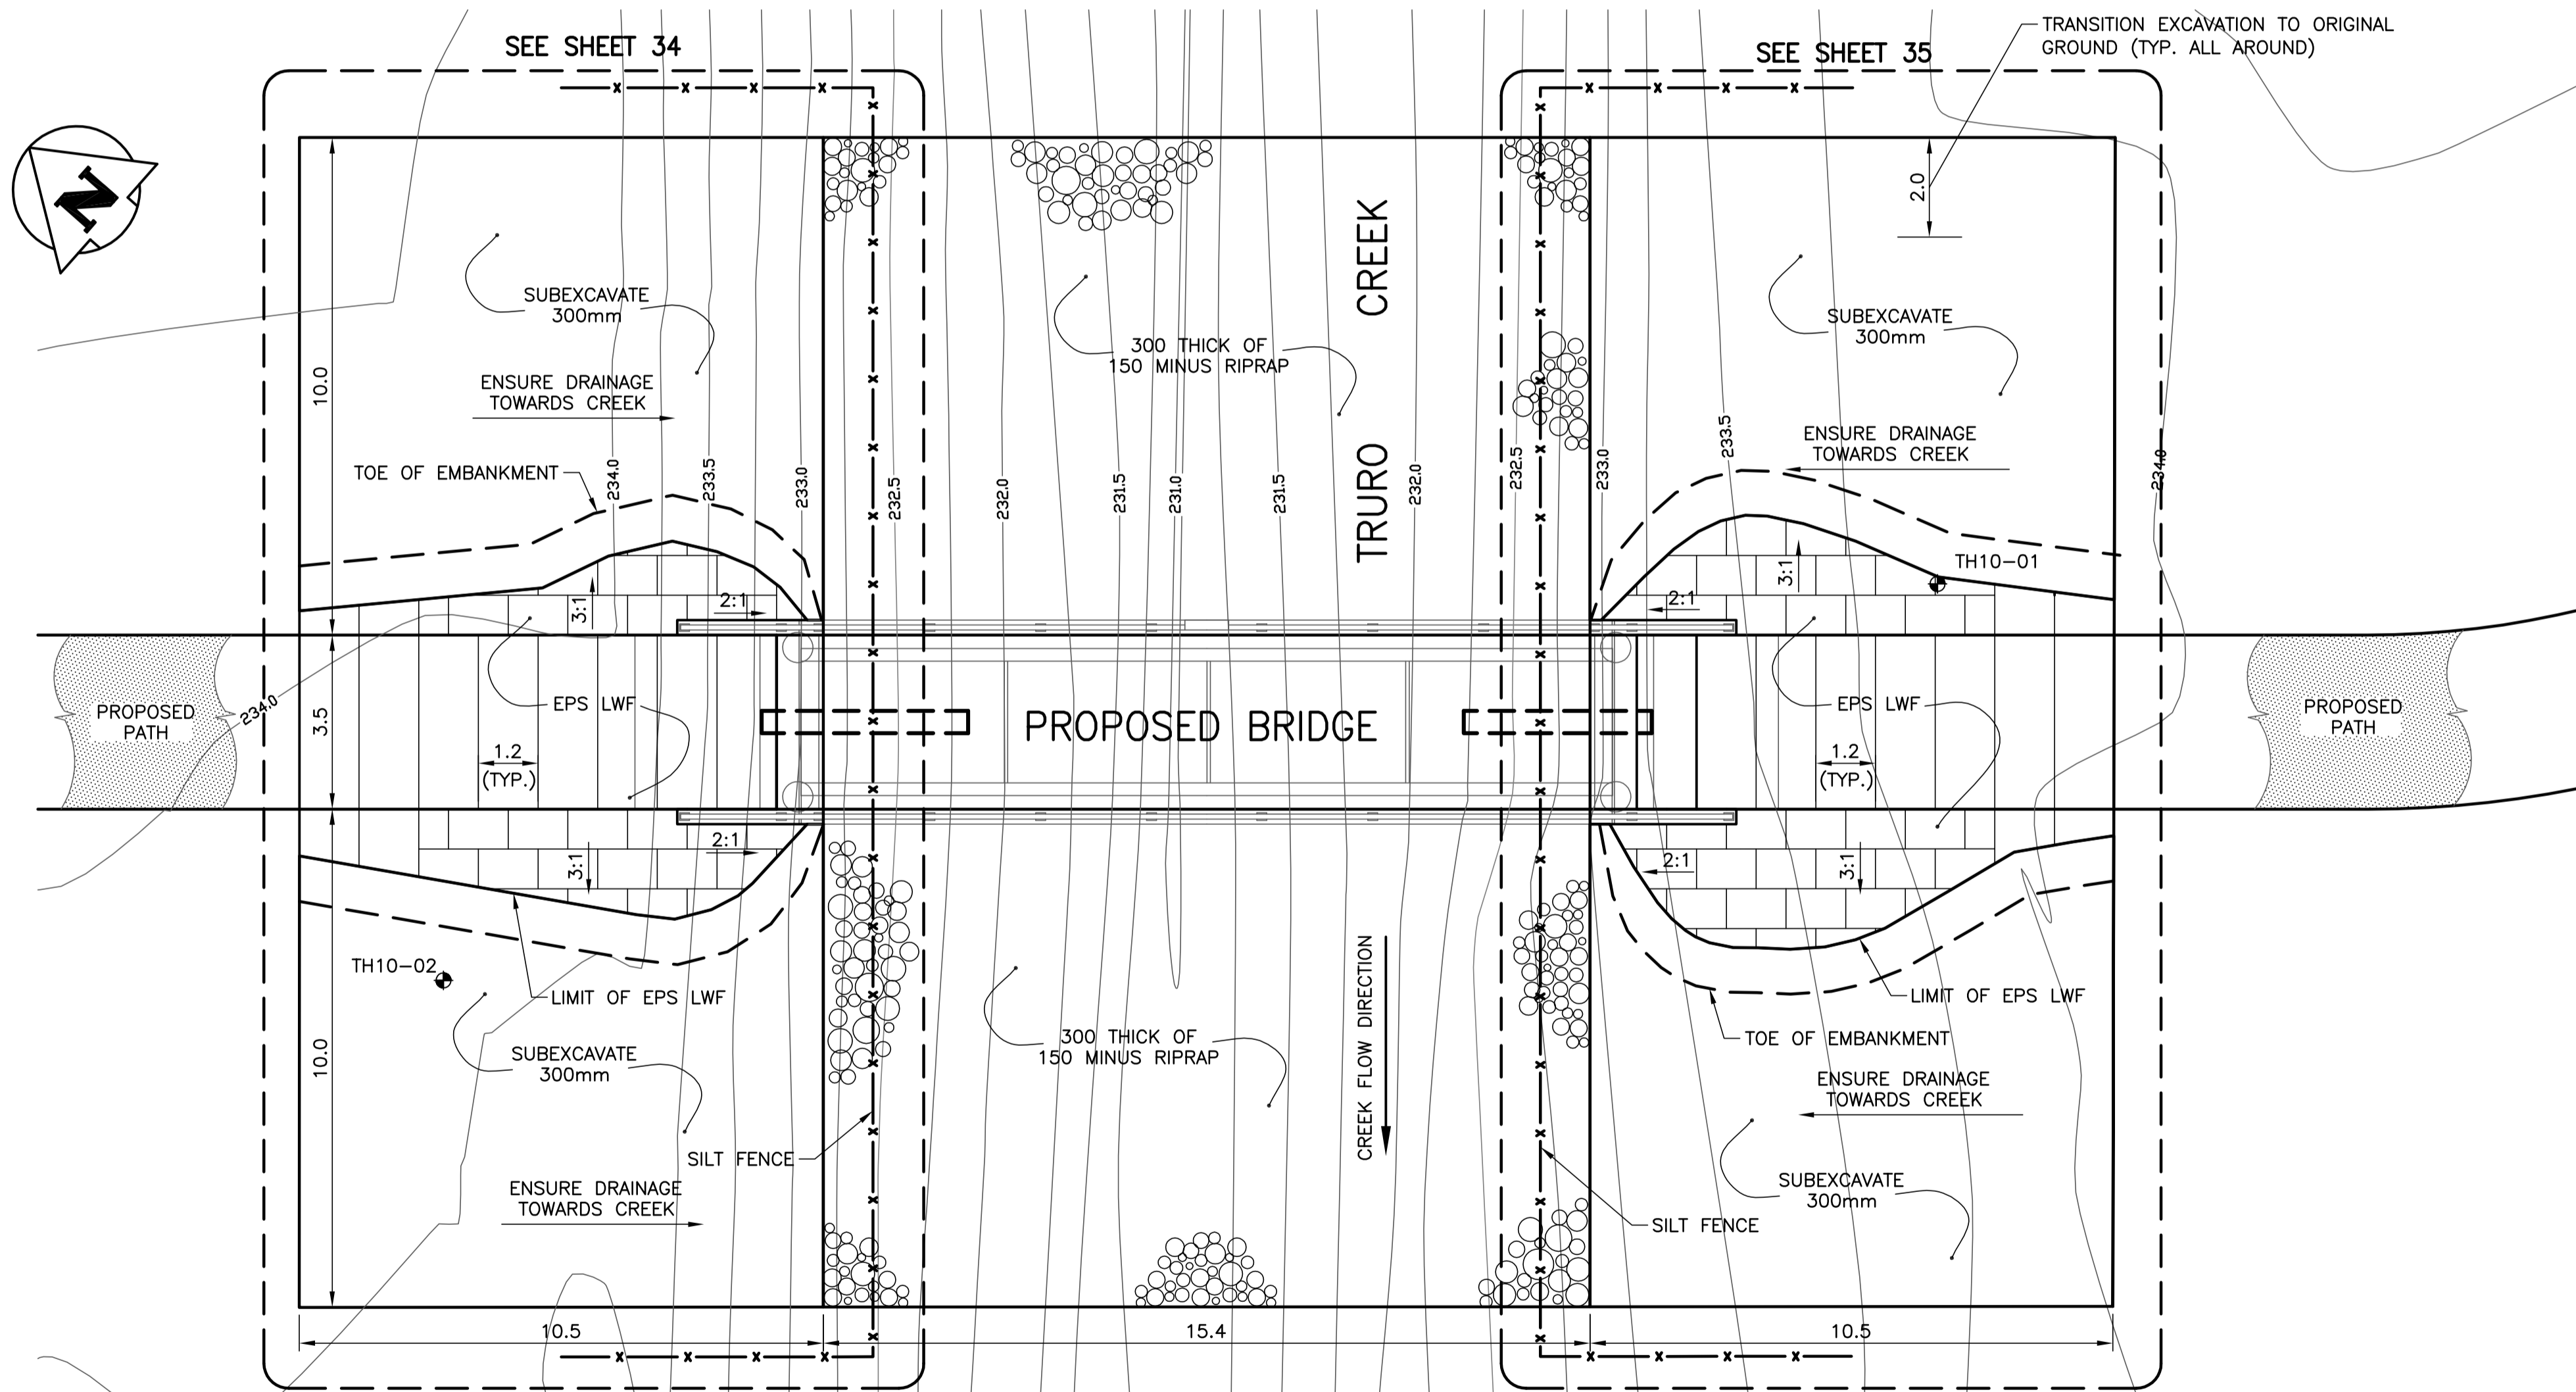 SEE SHEET 34
SEE SHEET 35
TRANSITION EXCAVATION TO ORIGINAL
GROUND (TYP. ALL AROUND)
N
2.0
SUBEXCAVATE
300mm
CREEK
TRURO
300 THICK OF
150 MINUS RIPRAP
SUBEXCAVATE
300mm
10.0
ENSURE DRAINAGE
TOWARDS CREEK
ENSURE DRAINAGE
TOWARDS CREEK
TOE OF EMBANKMENT
234.0
233.5
233.0
232.5
232.0
231.5
231.0
231.5
232.0
232.5
233.0
233.5
234.0
TH10-01
3:1
2:1
2:1
3:1
PROPOSED
PATH
234.0
3.5
EPS LWF
1.2
(TYP.)
PROPOSED BRIDGE
EPS LWF
1.2
(TYP.)
PROPOSED
PATH
3:1
2:1
2:1
3:1
TH10-02
LIMIT OF EPS LWF
LIMIT OF EPS LWF
TOE OF EMBANKMENT
10.0
SUBEXCAVATE
300mm
300 THICK OF
150 MINUS RIPRAP
CREEK FLOW DIRECTION
ENSURE DRAINAGE
TOWARDS CREEK
SILT FENCE
ENSURE DRAINAGE
TOWARDS CREEK
SUBEXCAVATE
300mm
SILT FENCE
10.5
15.4
10.5